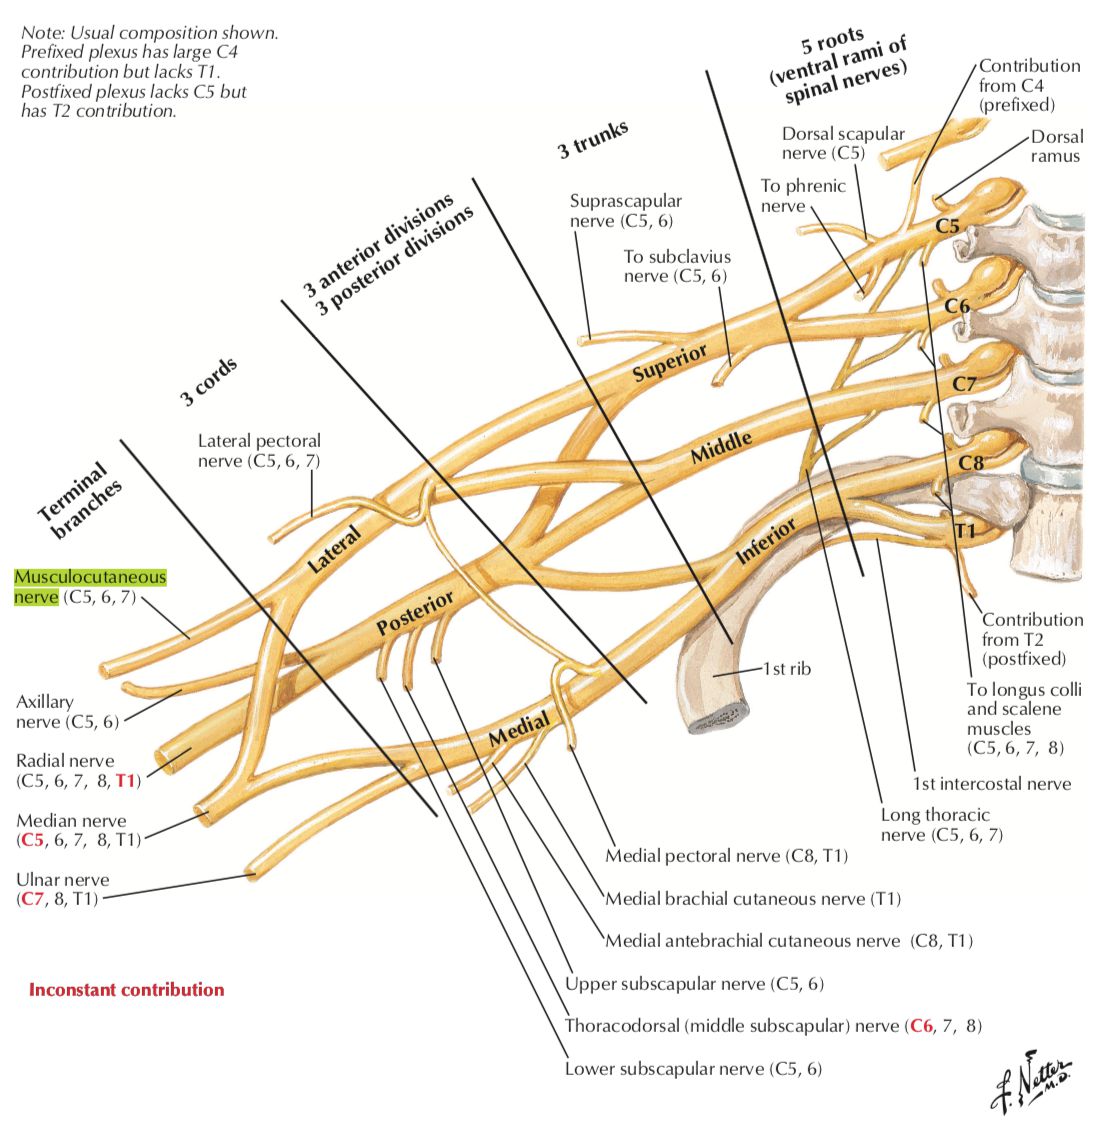 Note: Usual composition shown.
Prefixed plexus has large C4
contribution but lacks T1.
Postfixed plexus lacks C5 but
has T2 contribution.
5 roots
(ventral rami of
spinal nerves)
3 trunks
3 anterior divisions
3 posterior divisions
3 cords
Terminal
branches
Contribution
from C4
(prefixed)
Dorsal
ramus
Dorsal scapular
nerve (C5)
To phrenic
nerve
Suprascapular
nerve (C5, 6)
To subclavius
nerve (C5, 6)
C5
C6
C7
C8
T1
Superior
Middle
Inferior
Lateral pectoral
nerve (C5, 6, 7)
Lateral
Posterior
Medial
Musculocutaneous
nerve (C5, 6, 7)
Axillary
nerve (C5, 6)
Radial nerve
(C5, 6, 7, 8, T1)
Median nerve
(C5, 6, 7, 8, T1)
Ulnar nerve
(C7, 8, T1)
1st rib
Contribution
from T2
(postfixed)
To longus colli
and scalene
muscles
(C5, 6, 7, 8)
1st intercostal nerve
Long thoracic
nerve (C5, 6, 7)
Medial pectoral nerve (C8, T1)
Medial brachial cutaneous nerve (T1)
Medial antebrachial cutaneous nerve (C8, T1)
Upper subscapular nerve (C5, 6)
Thoracodorsal (middle subscapular) nerve (C6, 7, 8)
Lower subscapular nerve (C5, 6)
Inconstant contribution
F. Netter
M.D.